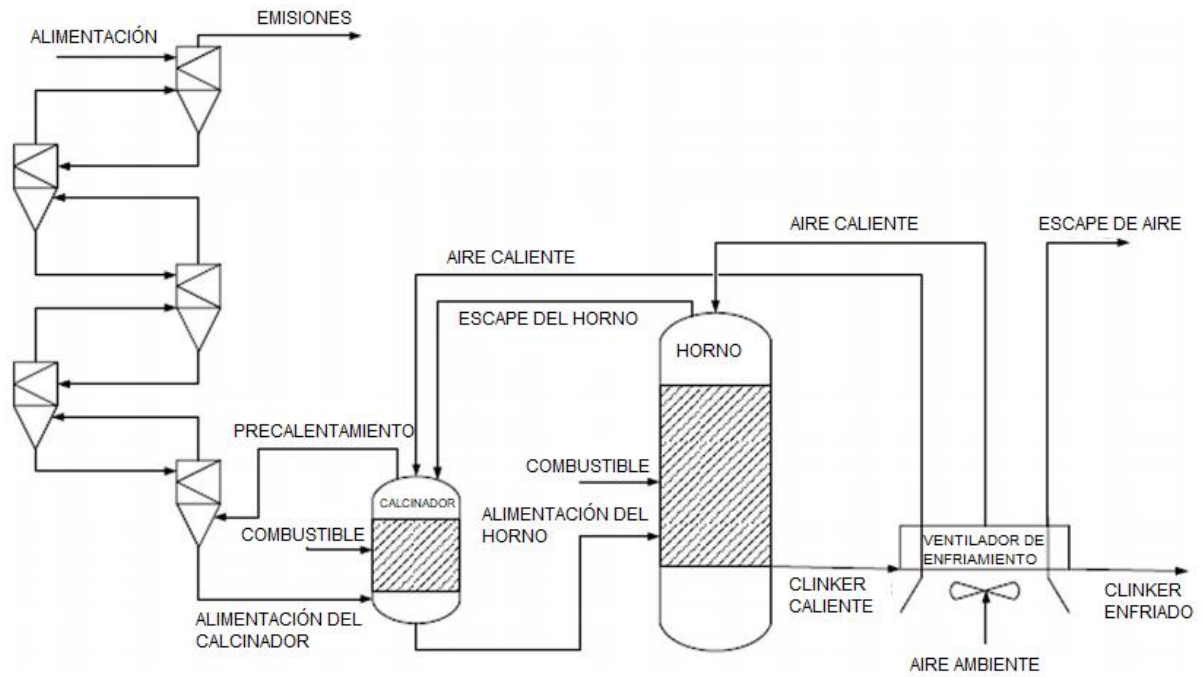 EMISIONES
ALIMENTACIÓN
AIRE CALIENTE
ESCAPE DE AIRE
AIRE CALIENTE
ESCAPE DEL HORNO
HORNO
PRECALENTAMIENTO
COMBUSTIBLE
CALCINADOR
ALIMENTACIÓN DEL
HORNO
COMBUSTIBLE
VENTILADOR DE
ENFRIAMIENTO
CLINKER
CALIENTE
CLINKER
ENFRIADO
ALIMENTACIÓN DEL
CALCINADOR
AIRE AMBIENTE